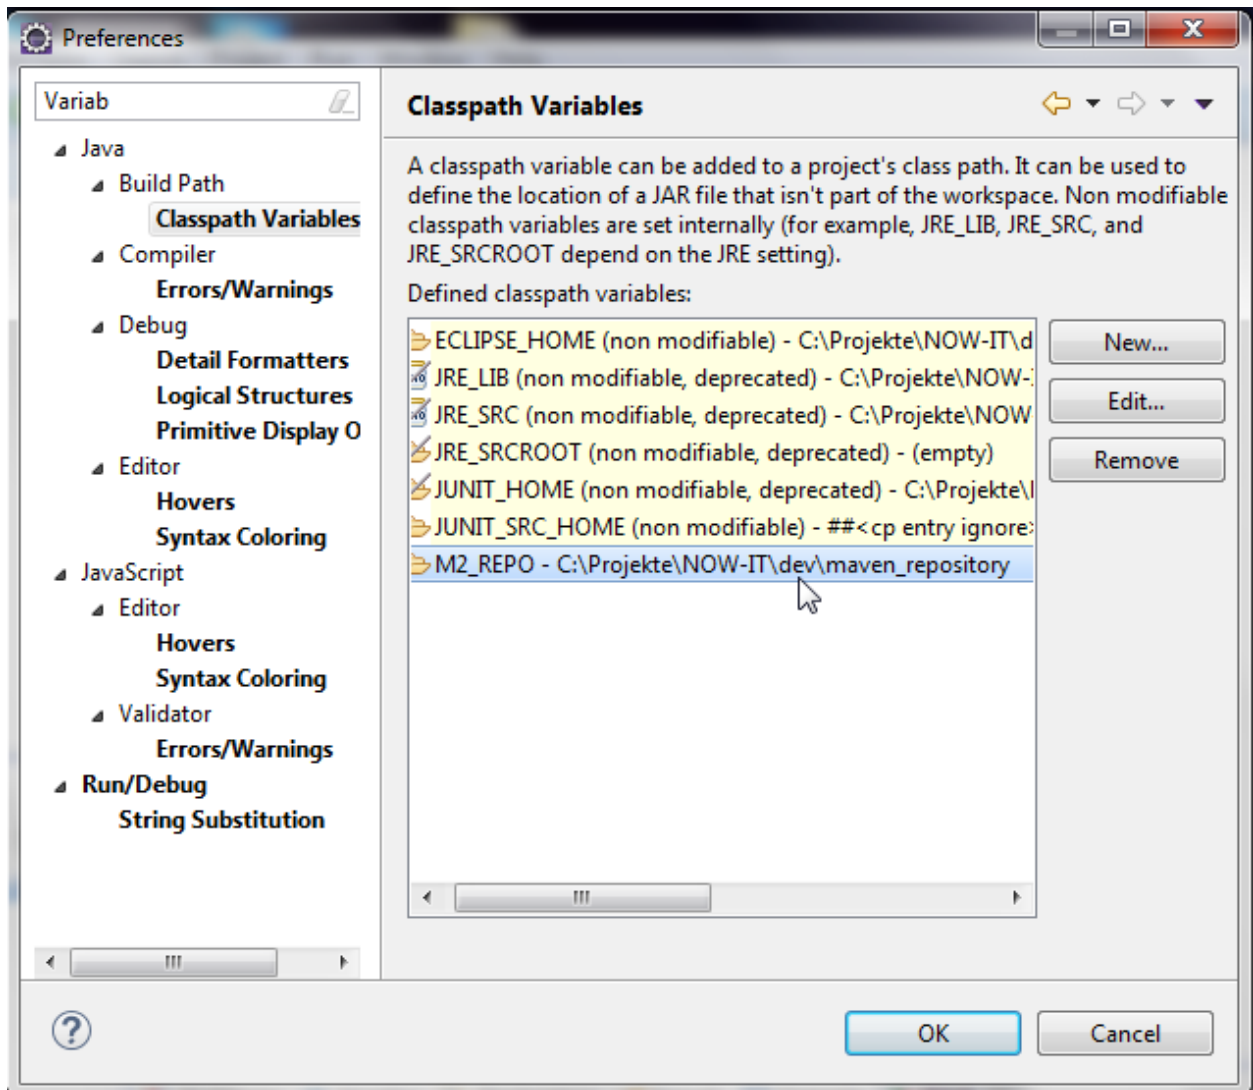 Preferences
Variab
Java
Build Path
Classpath Variables
Compiler
Errors/Warnings
Debug
Detail Formatters
Logical Structures
Primitive Display O
Editor
Hovers
Syntax Coloring
JavaScript
Editor
Hovers
Syntax Coloring
Validator
Errors/Warnings
Run/Debug
String Substitution
Classpath Variables
A classpath variable can be added to a project's class path. It can be used to
define the location of a JAR file that isn't part of the workspace. Non modifiable
classpath variables are set internally (for example, JRE_LIB, JRE_SRC, and
JRE_SRCROOT depend on the JRE setting).
Defined classpath variables:
ECLIPSE_HOME (non modifiable) - C:\Projekte\NOW-IT\d
JRE_LIB (non modifiable, deprecated) - C:\Projekte\NOW-
JRE_SRC (non modifiable, deprecated) - C:\Projekte\NOW
JRE_SRCROOT (non modifiable, deprecated) - (empty)
JUNIT_HOME (non modifiable, deprecated) - C:\Projekte\
JUNIT_SRC_HOME (non modifiable) - ##<cp entry ignore>
M2_REPO - C:\Projekte\NOW-IT\dev\maven_repository
New...
Edit...
Remove
OK
Cancel